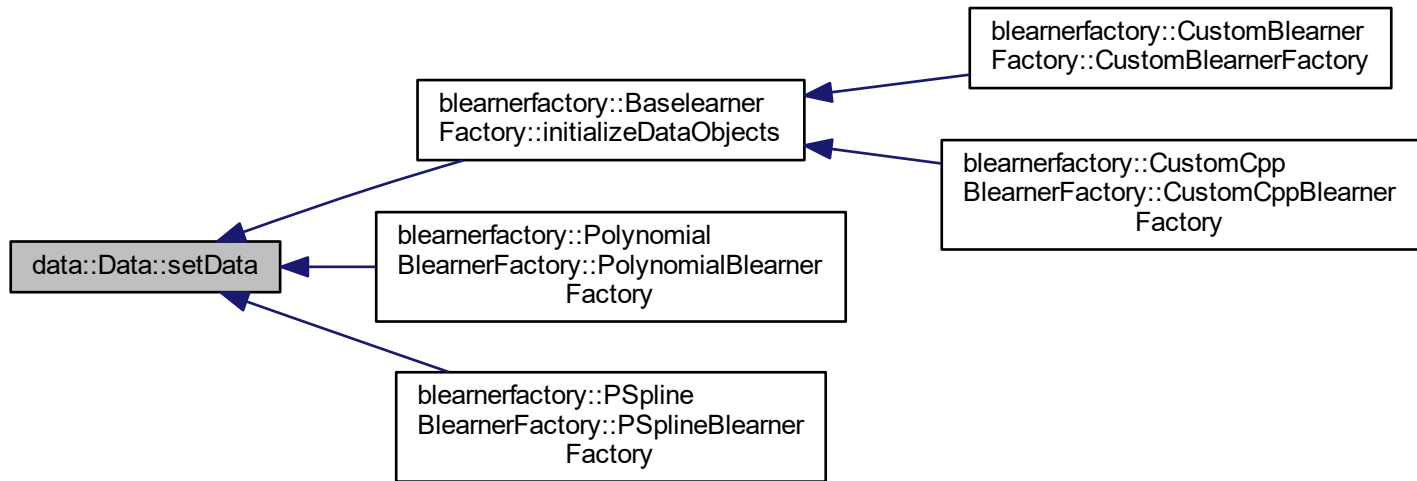 data::Data::setData
blearnerfactory::Baselearner
Factory::initializeDataObjects
blearnerfactory::CustomBlearner
Factory::CustomBlearnerFactory
blearnerfactory::CustomCpp
BlearnerFactory::CustomCppBlearner
Factory
blearnerfactory::Polynomial
BlearnerFactory::PolynomialBlearner
Factory
blearnerfactory::PSpline
BlearnerFactory::PSplineBlearner
Factory